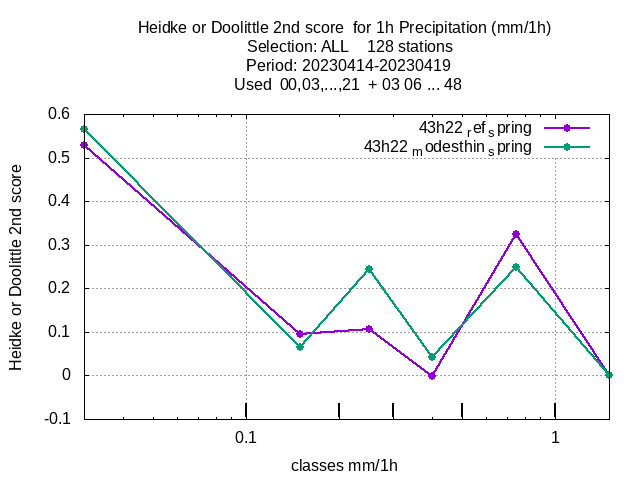 Heidke or Doolittle 2nd score  for 1h Precipitation (mm/1h)
Selection: ALL    128 stations
Period: 20230414-20230419
Used  00,03,...,21  + 03 06 ... 48
43h22 ref spring
43h22 modesthin spring
0.6
0.5
0.4
0.3
0.2
0.1
0
-0.1
Heidke or Doolittle 2nd score
0.1
1
classes mm/1h